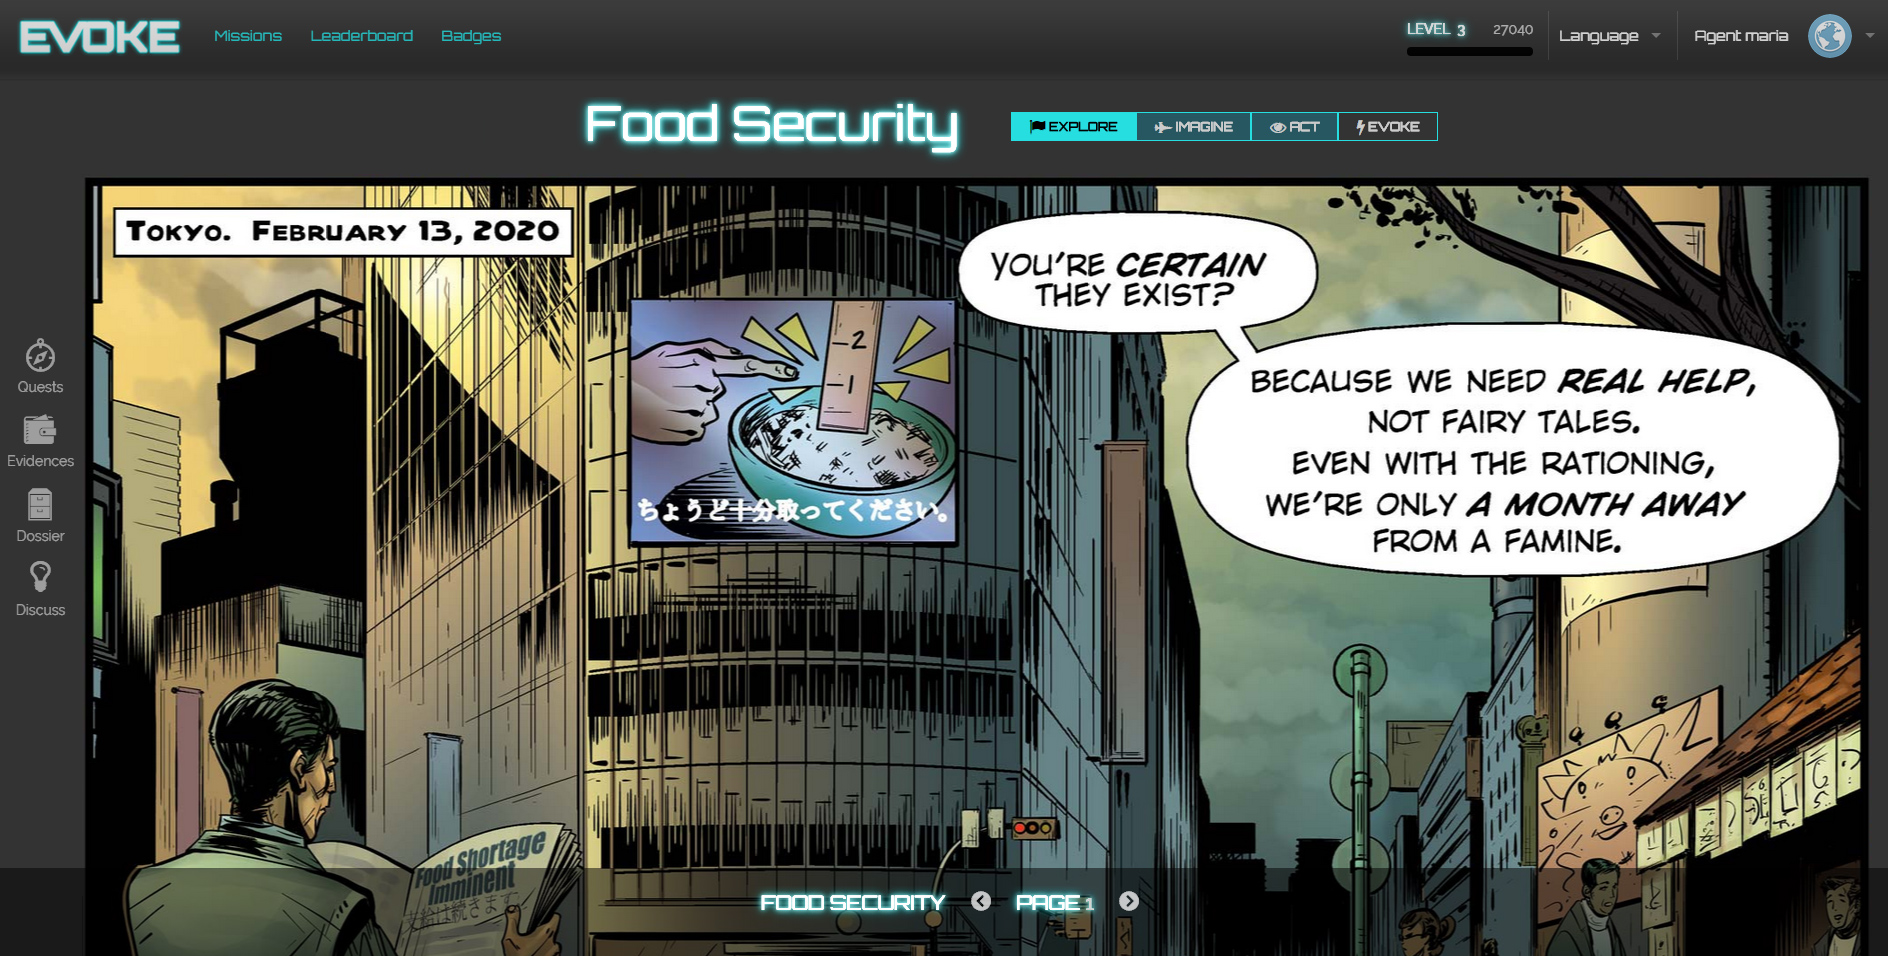 EVOKE
Missions
Leaderboard
Badges
LEVEL 3
27040
Language
Agent maria
Food Security
EXPLORE
IMAGINE
ACT
EVOKE
Quests
Evidences
Dossier
Discuss
TOKYO. FEBRUARY 13, 2020
YOU'RE CERTAIN
THEY EXIST?
BECAUSE WE NEED REAL HELP,
NOT FAIRY TALES.
EVEN WITH THE RATIONING,
WE'RE ONLY A MONTH AWAY
FROM A FAMINE.
2
1
ちょうど十分取ってください。
Food Shortage
Imminent
FOOD SECURITY
PAGE 1